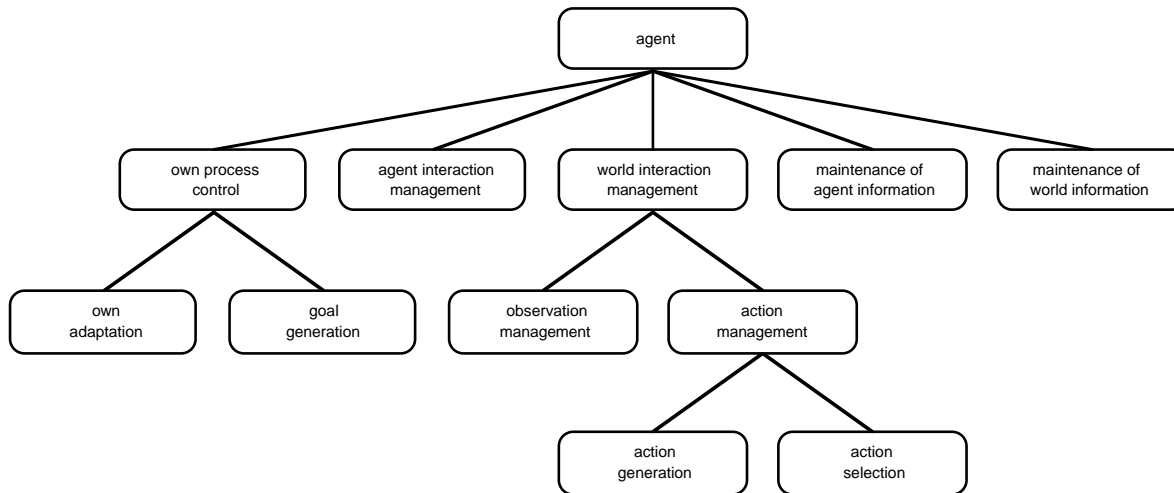 agent
own process
control
agent interaction
management
world interaction
management
maintenance of
agent information
maintenance of
world information
own
adaptation
goal
generation
observation
management
action
management
action
generation
action
selection